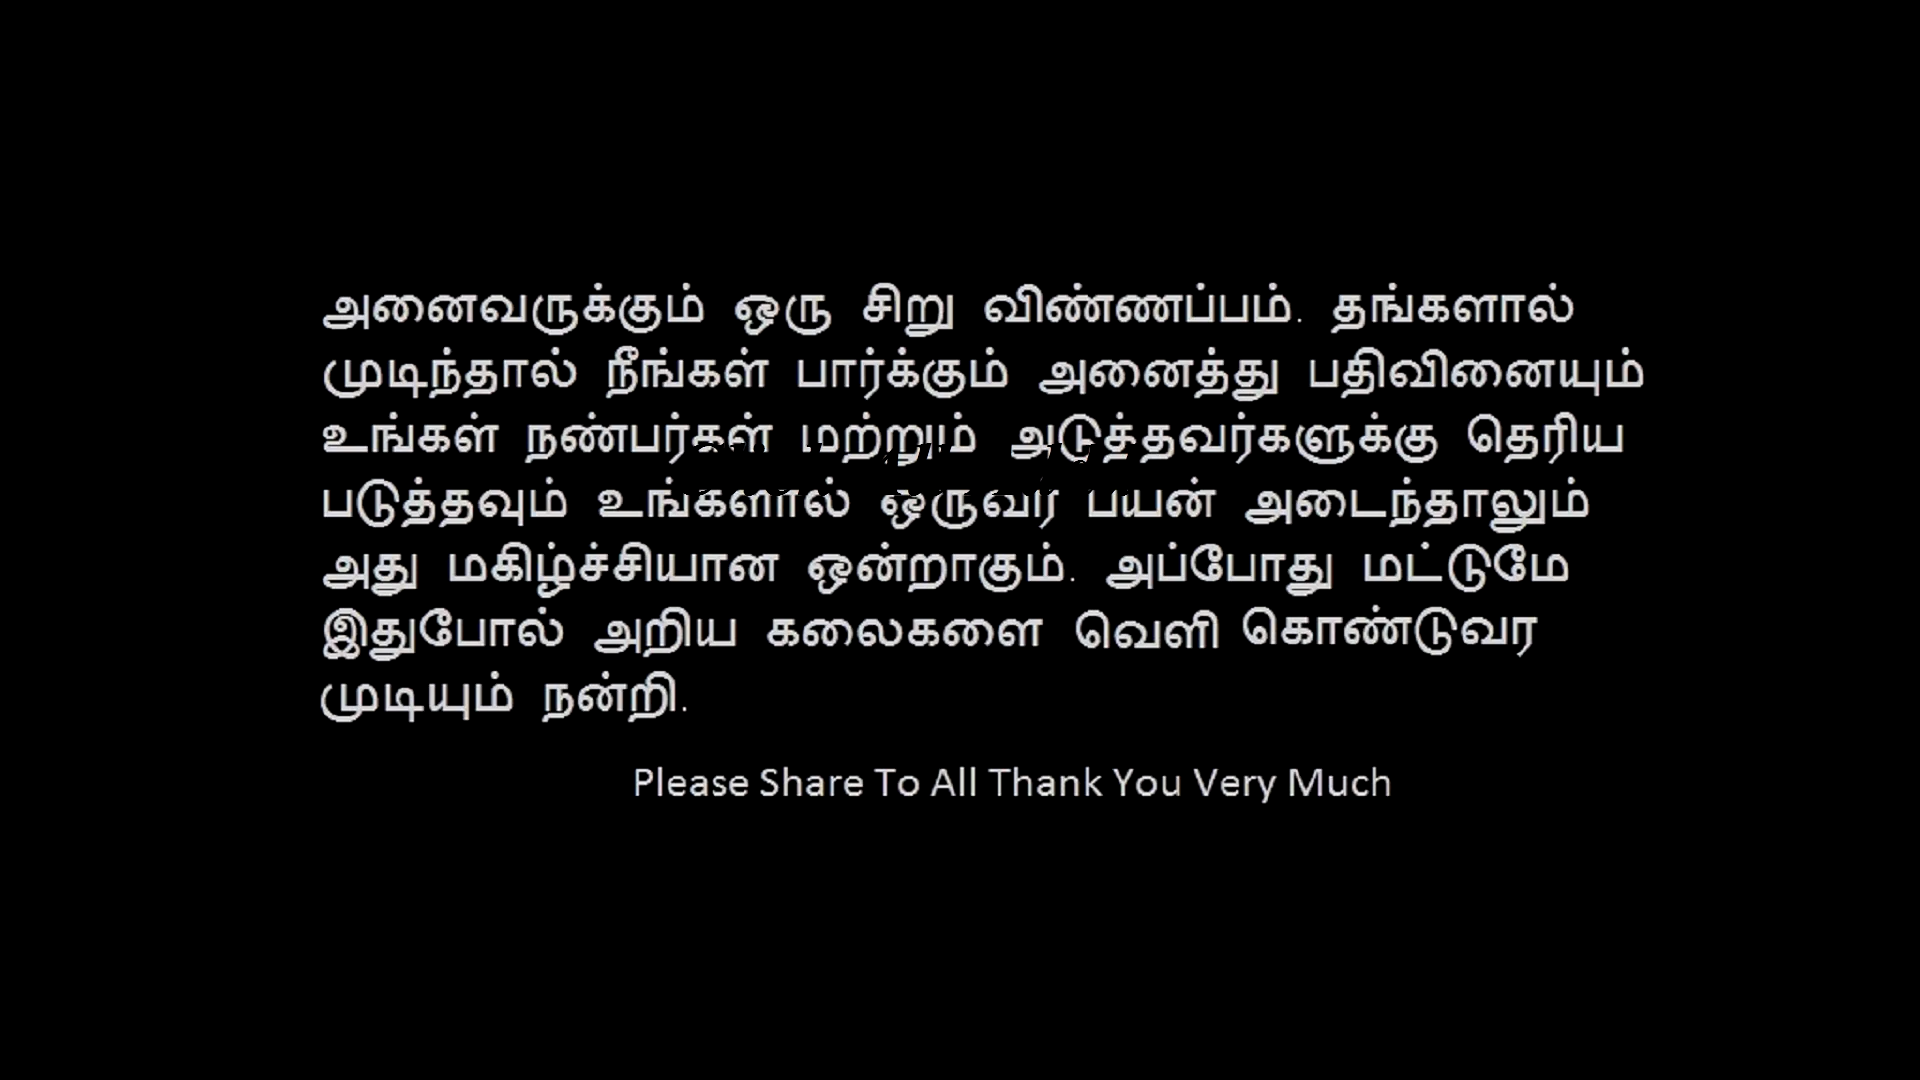 அனைவருக்கும் ஒரு சிறு விண்ணப்பம். தங்களால்
முடிந்தால் நீங்கள் பார்க்கும் அனைத்து பதிவினையும்
உங்கள் நண்பர்கள் மற்றும் அடுத்தவர்களுக்கு தெரிய
படுத்தவும் உங்களால் ஒருவர் பயன் அடைந்தாலும்
அது மகிழ்ச்சியான ஒன்றாகும். அப்போது மட்டுமே
இதுபோல் அறிய கலைகளை வெளி கொண்டுவர
முடியும் நன்றி.
Please Share To All Thank You Very Much